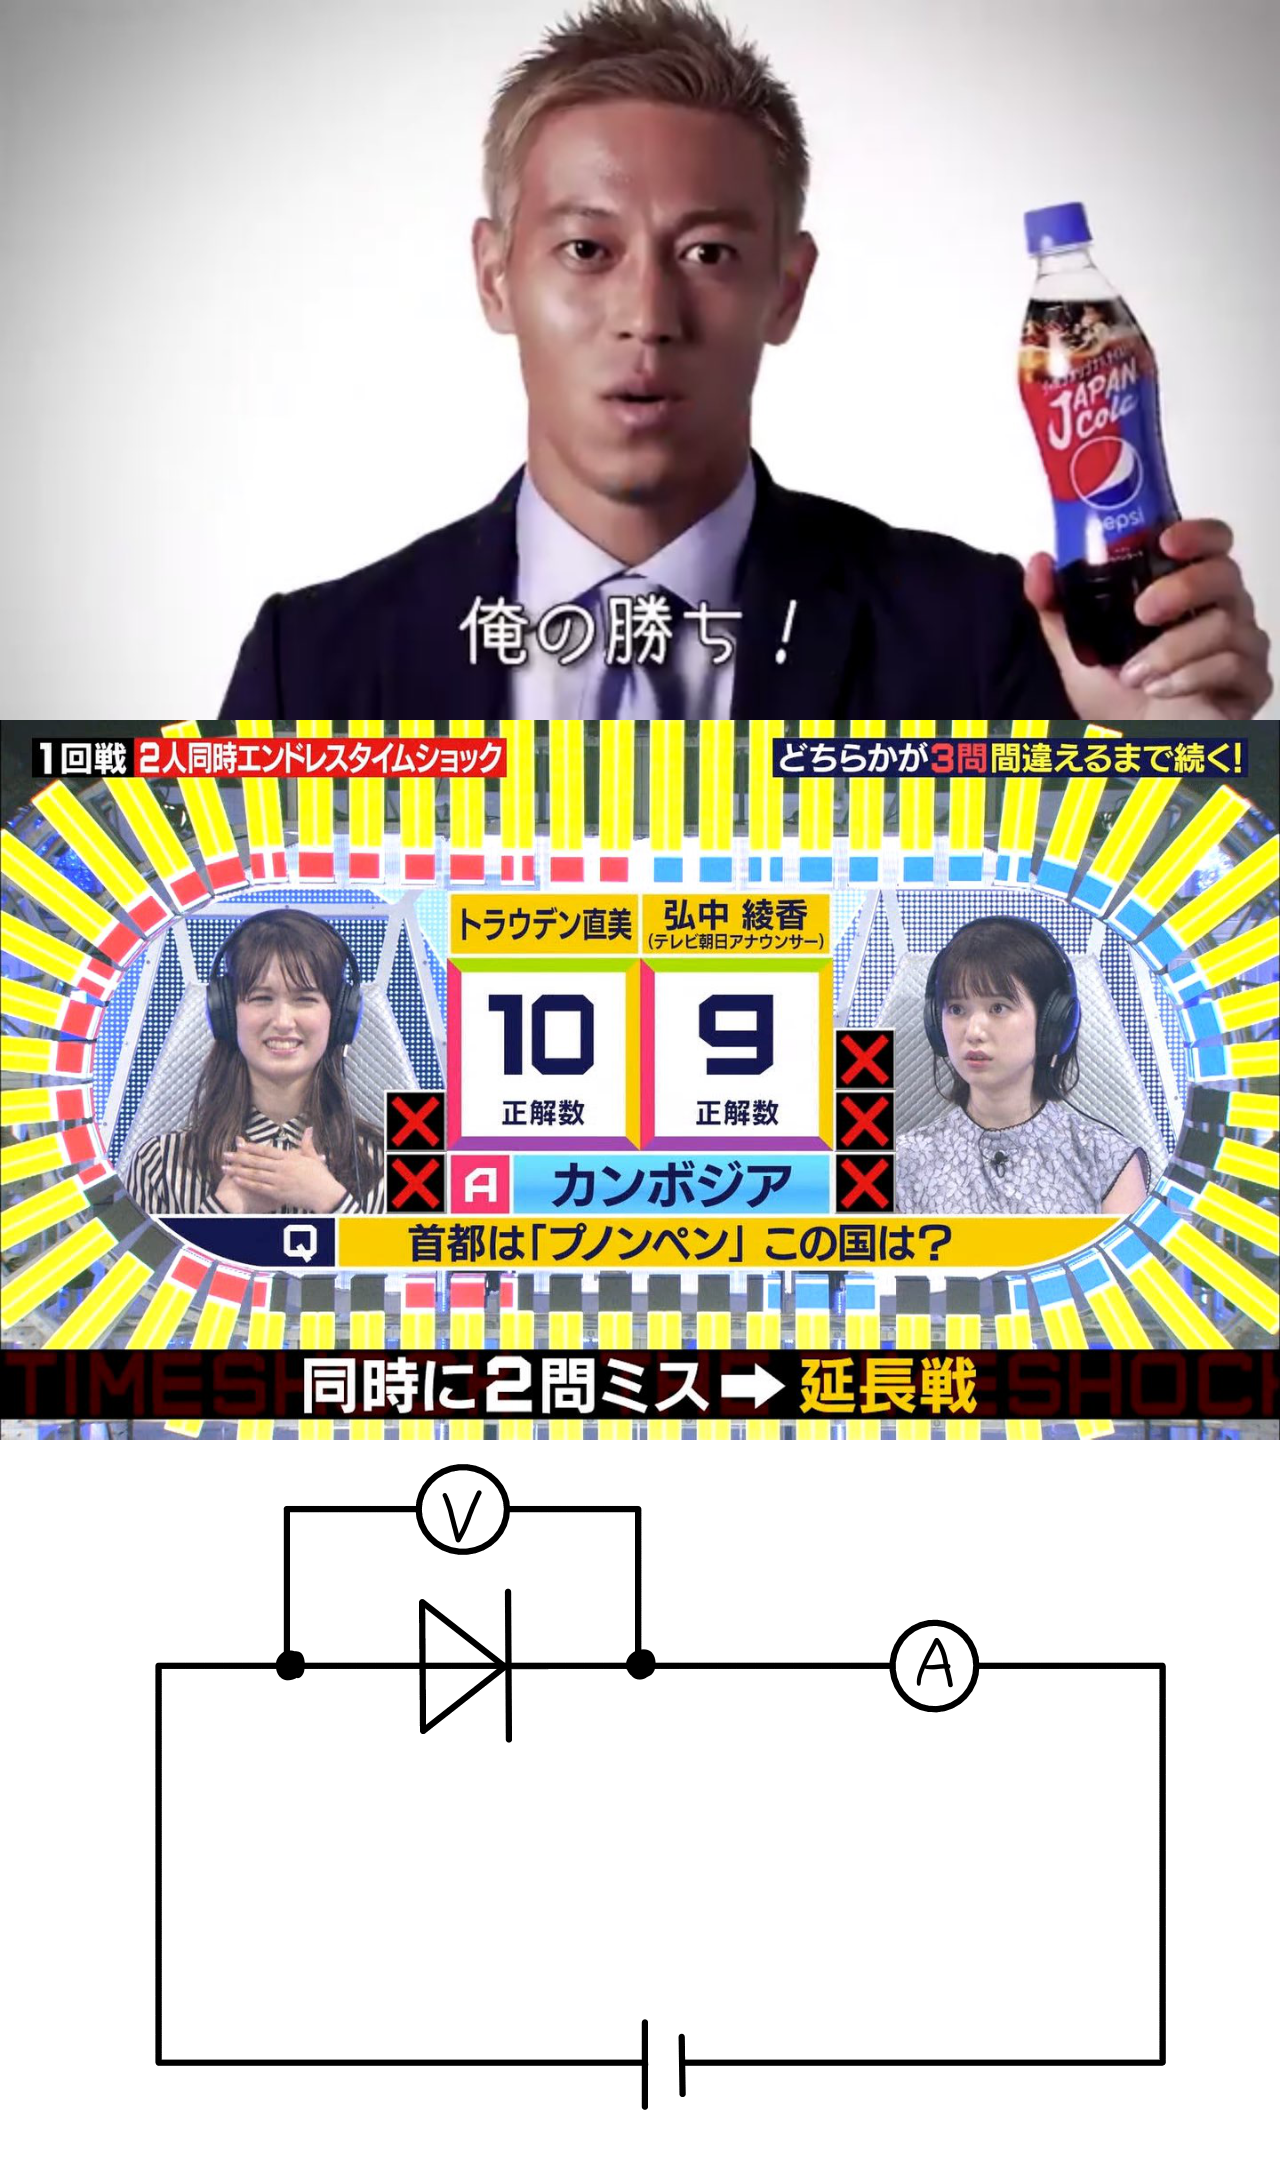 JAPAN
Cola
pepsi
俺の勝ち!
1回戦 2人同時エンドレスタイムショック
どちらかが3問間違えるまで続く!
トラウデン直美
弘中 綾香
(テレビ朝日アナウンサー)
10
正解数
9
正解数
A カンボジア
Q 首都は「プノンペン」この国は?
同時に2問ミス➡延長戦
V
A